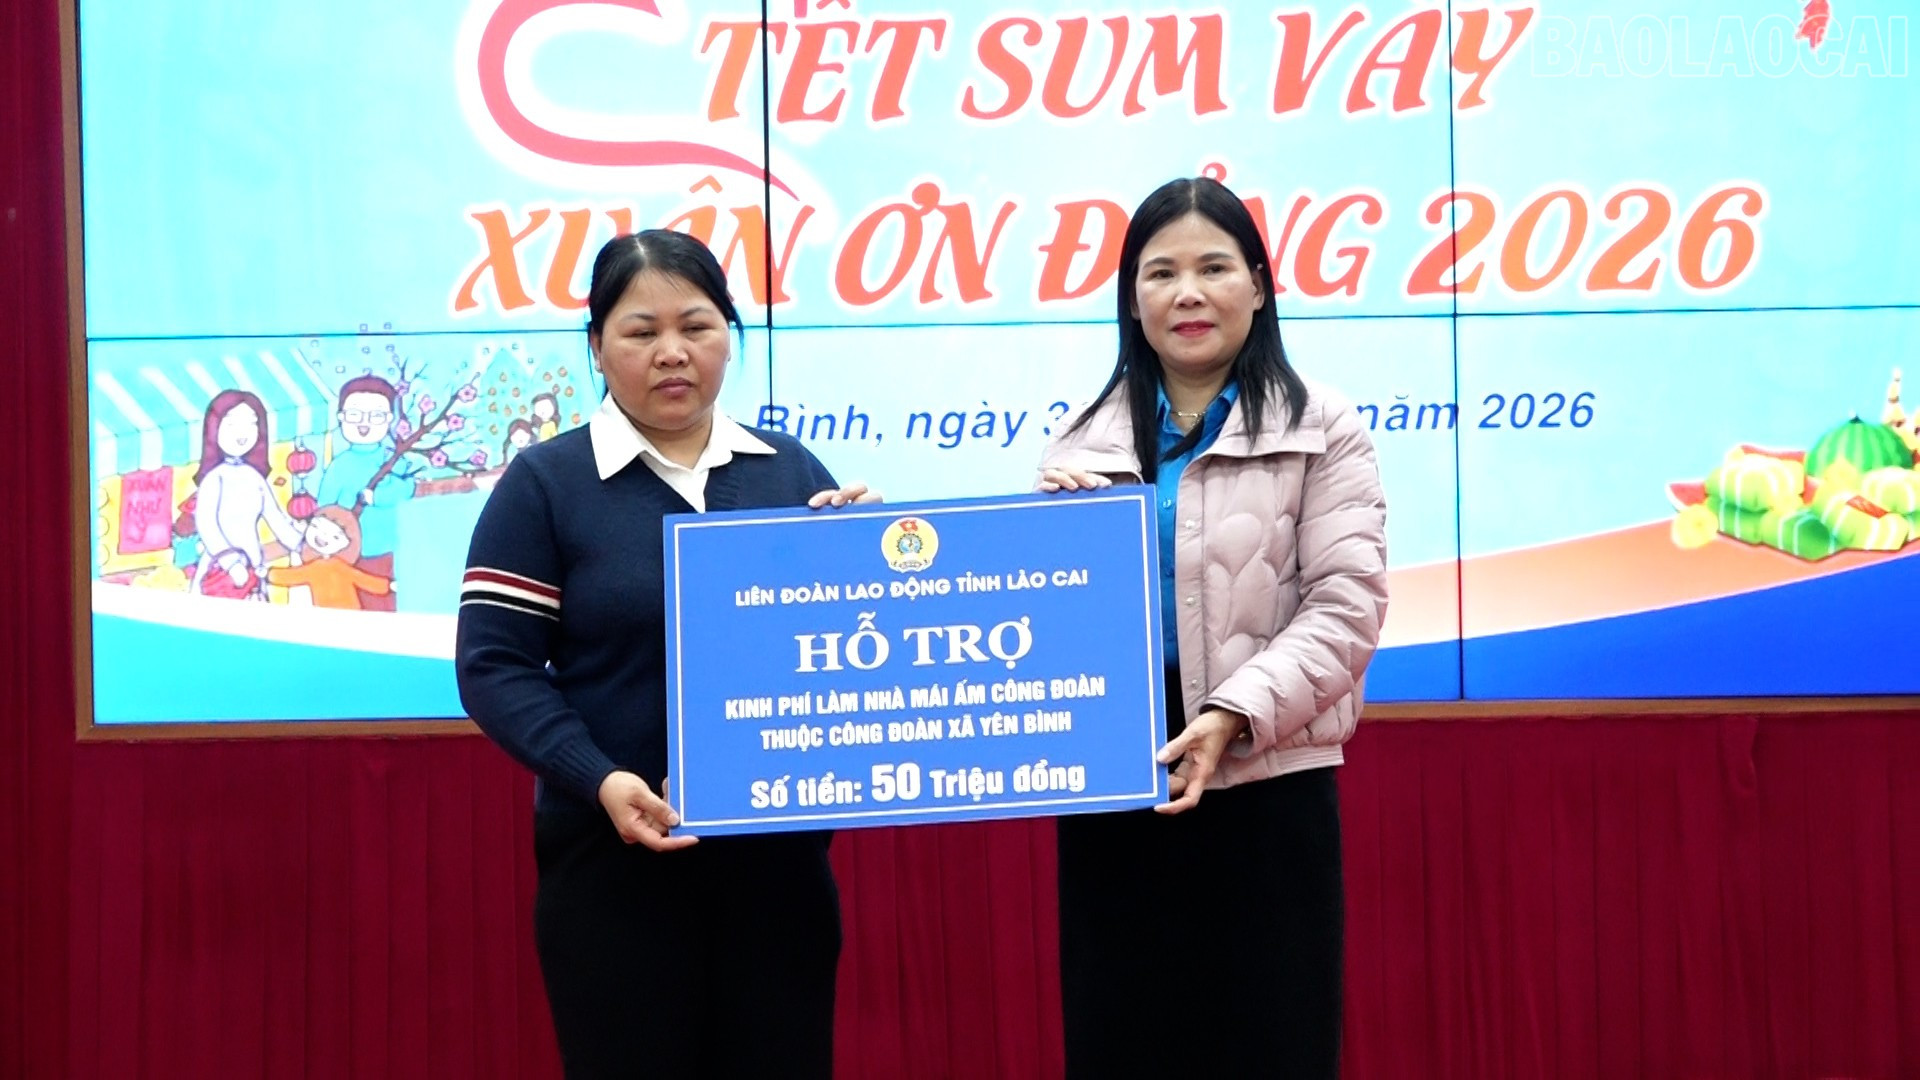 TẾT SUM VẦY
BAOLAOCAI
XUÂN ƠN ĐẢNG 2026
Bình, ngày 3 năm 2026
XUÂN
NHƯ
Ý
LIÊN ĐOÀN LAO ĐỘNG TỈNH LÀO CAI
HỖ TRỢ
KINH PHÍ LÀM NHÀ MÁI ẤM CÔNG ĐOÀN
THUỘC CÔNG ĐOÀN XÃ YÊN BÌNH
Số tiền: 50 Triệu đồng